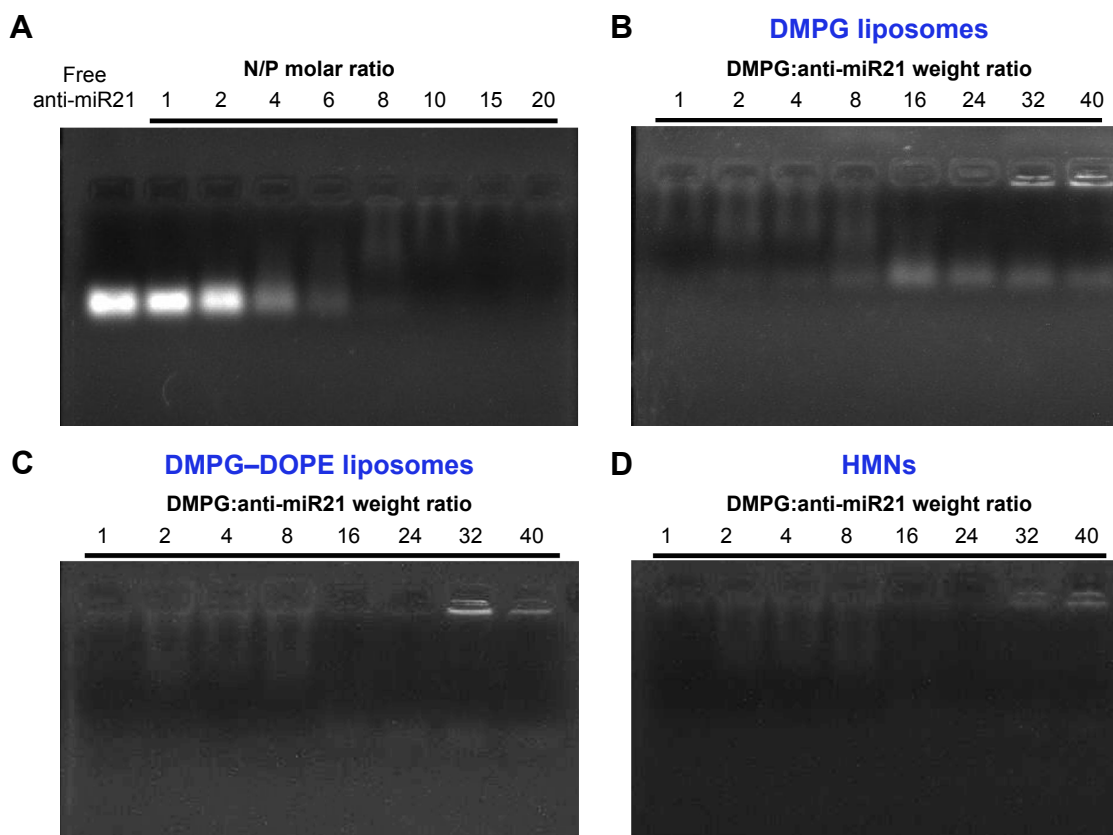 A
Free
anti-miR21
N/P molar ratio
1 2 4 6 8 10 15 20
B
DMPG liposomes
DMPG:anti-miR21 weight ratio
1 2 4 8 16 24 32 40
C
DMPG–DOPE liposomes
DMPG:anti-miR21 weight ratio
1 2 4 8 16 24 32 40
D
HMNs
DMPG:anti-miR21 weight ratio
1 2 4 8 16 24 32 40